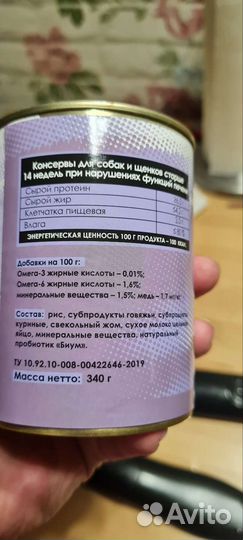 Консервы для собак и щенков старше
14 недель при нарушениях функций печени
Сырой протеин
Сырой жир
Клетчатка пищевая
Влага
ЭНЕРГЕТИЧЕСКАЯ ЦЕННОСТЬ 100 Г ПРОДУКТА - 100 ККАЛ
Добавки на 100 г:
Омега-3 жирные кислоты – 0,01%;
Омега-6 жирные кислоты – 1,6%;
минеральные вещества – 1,5%; медь – 1,7 мг/кг
Состав: рис, субпродукты говяжьи, субпродукты
куриные, свекольный жом, сухое молоко цельное,
яйцо, минеральные вещества, натуральный
пробиотик «Биум».
ТУ 10.92.10-008-00422646-2019
Масса нетто: 340 г
Avito